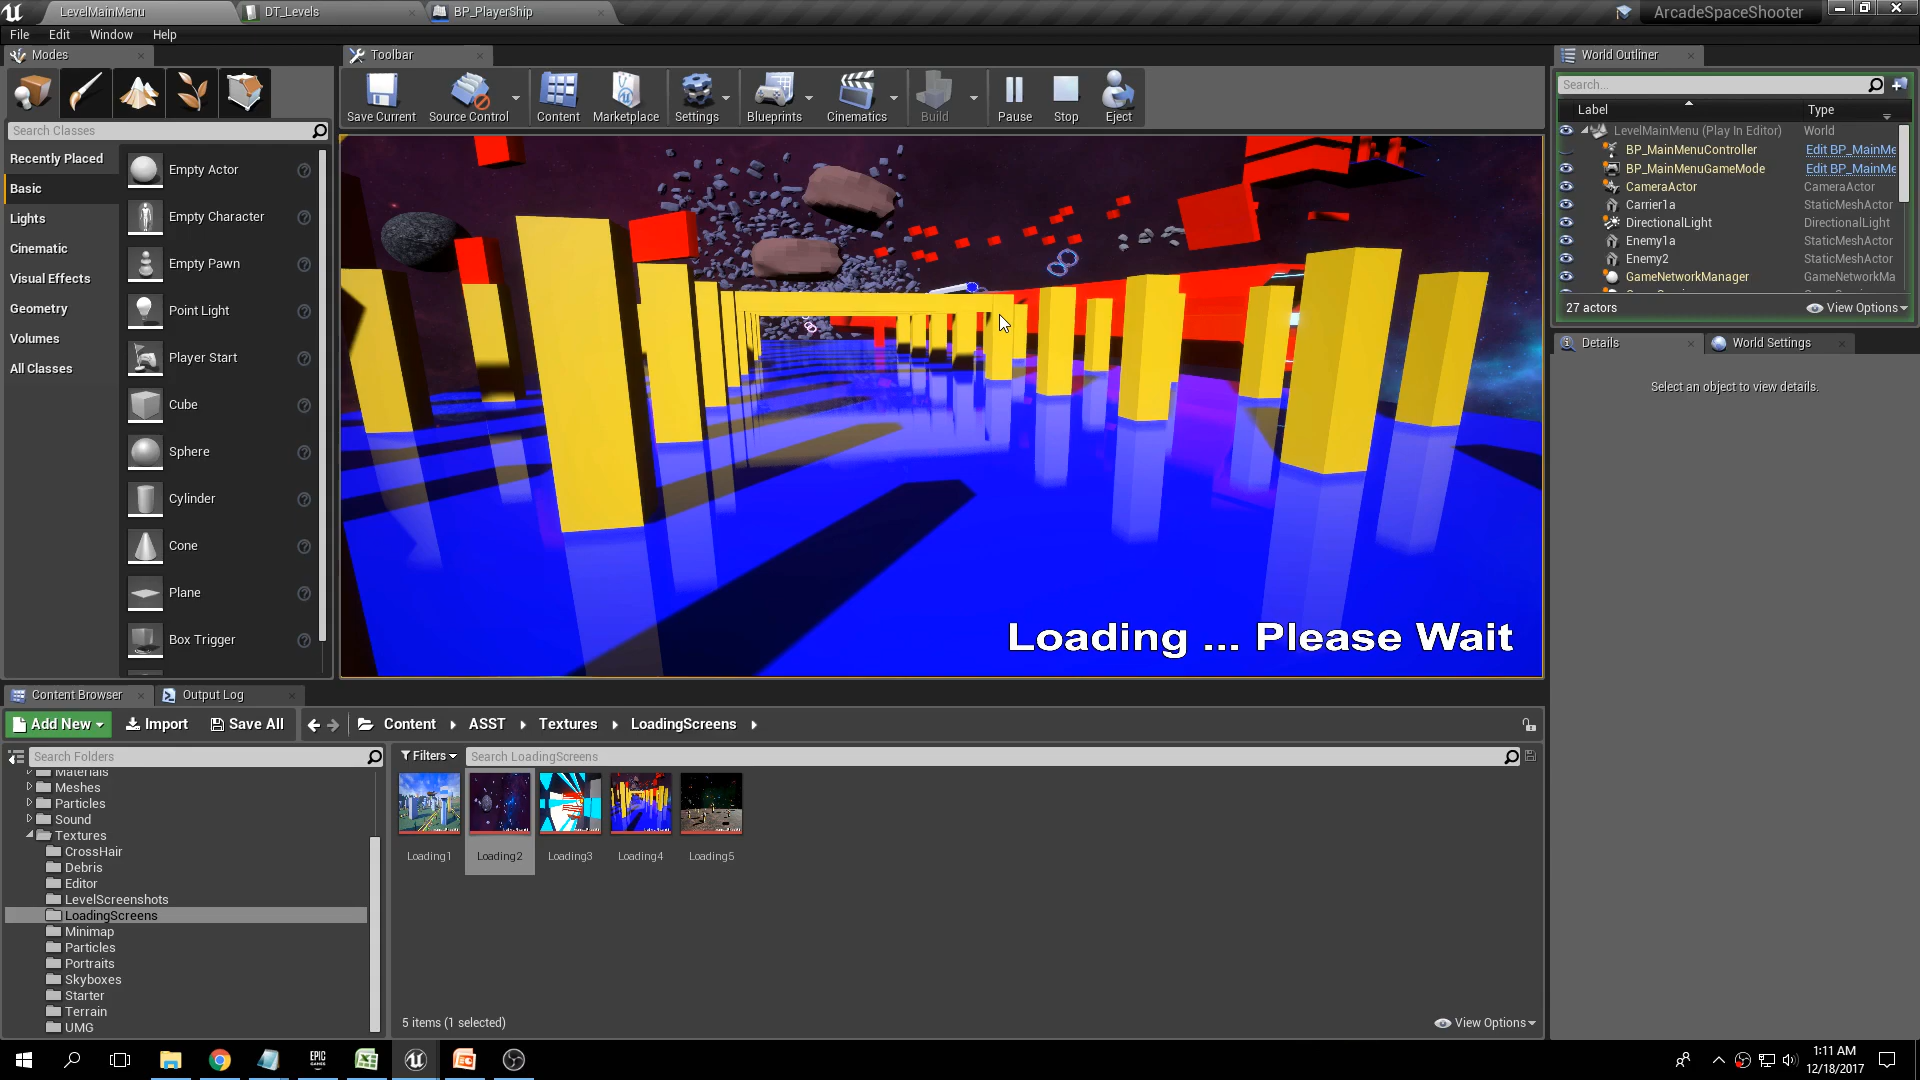 LevelMainMenu
DT_Levels
BP_PlayerShip
ArcadeSpaceShooter
File Edit Window Help
Modes
Toolbar
World Outliner
Save Current
Source Control
Content
Marketplace
Settings
Blueprints
Cinematics
Build
Pause
Stop
Eject
Search Classes
Recently Placed
Basic
Lights
Cinematic
Visual Effects
Geometry
Volumes
All Classes
Empty Actor
Empty Character
Empty Pawn
Point Light
Player Start
Cube
Sphere
Cylinder
Cone
Plane
Box Trigger
Loading ... Please Wait
Search...
Label Type
LevelMainMenu (Play In Editor) World
BP_MainMenuController Edit BP_MainMe
BP_MainMenuGameMode Edit BP_MainMe
CameraActor CameraActor
Carrier1a StaticMeshActor
DirectionalLight DirectionalLight
Enemy1a StaticMeshActor
Enemy2 StaticMeshActor
GameNetworkManager GameNetworkMa
27 actors View Options
Details World Settings
Select an object to view details.
Content Browser Output Log
Add New Import Save All Content ASST Textures LoadingScreens
Search Folders
Filters Search LoadingScreens
Materials
Meshes
Particles
Sound
Textures
CrossHair
Debris
Editor
LevelScreenshots
LoadingScreens
Minimap
Particles
Portraits
Skyboxes
Starter
Terrain
UMG
Loading1 Loading2 Loading3 Loading4 Loading5
5 items (1 selected) View Options
1:11 AM
12/18/2017